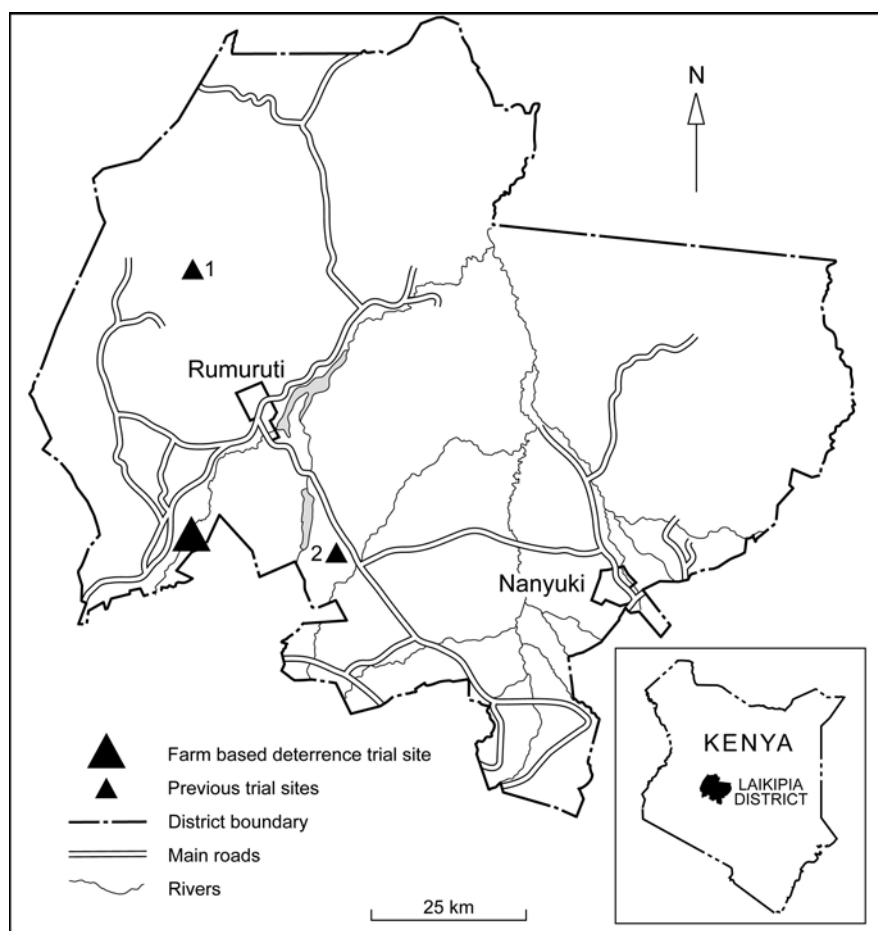 N
1
Rumuruti
2
Nanyuki
Farm based deterrence trial site
Previous trial sites
District boundary
Main roads
Rivers
25 km
KENYA
LAIKIPIA
DISTRICT